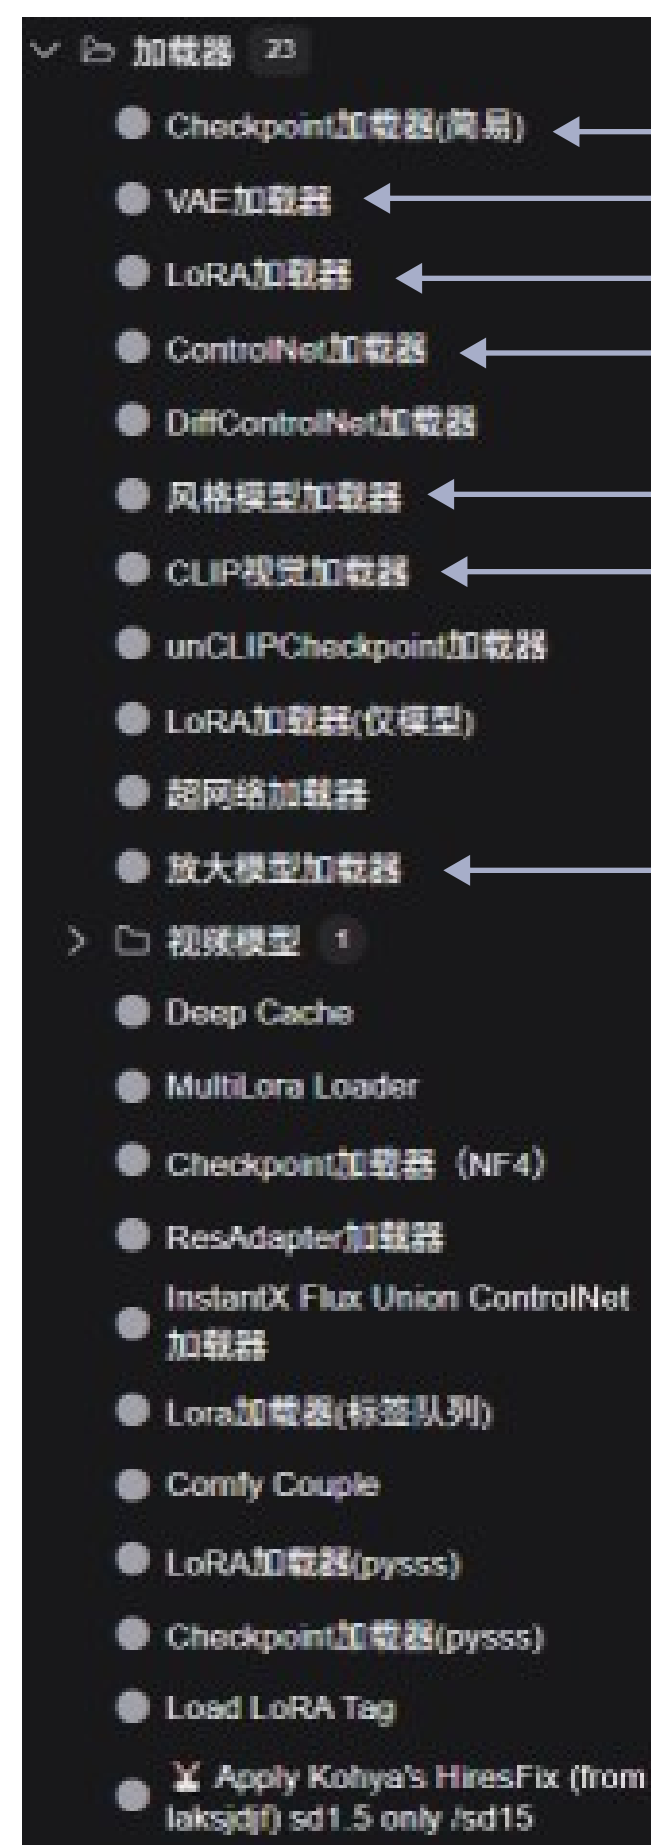 加载器 23
Checkpoint加载器(简易)
VAE加载器
LoRA加载器
ControlNet加载器
DiffControlNet加载器
风格模型加载器
CLIP视觉加载器
unCLIPCheckpoint加载器
LoRA加载器(仅模型)
超网络加载器
放大模型加载器
视频模型 1
Deep Cache
MultiLora Loader
Checkpoint加载器（NF4）
ResAdapter加载器
InstantX Flux Union ControlNet
加载器
Lora加载器(标签队列)
Comfy Couple
LoRA加载器(pysss)
Checkpoint加载器(pysss)
Load LoRA Tag
Apply Kohya's HiresFix (from
laksjdjf) sd1.5 only /sd15